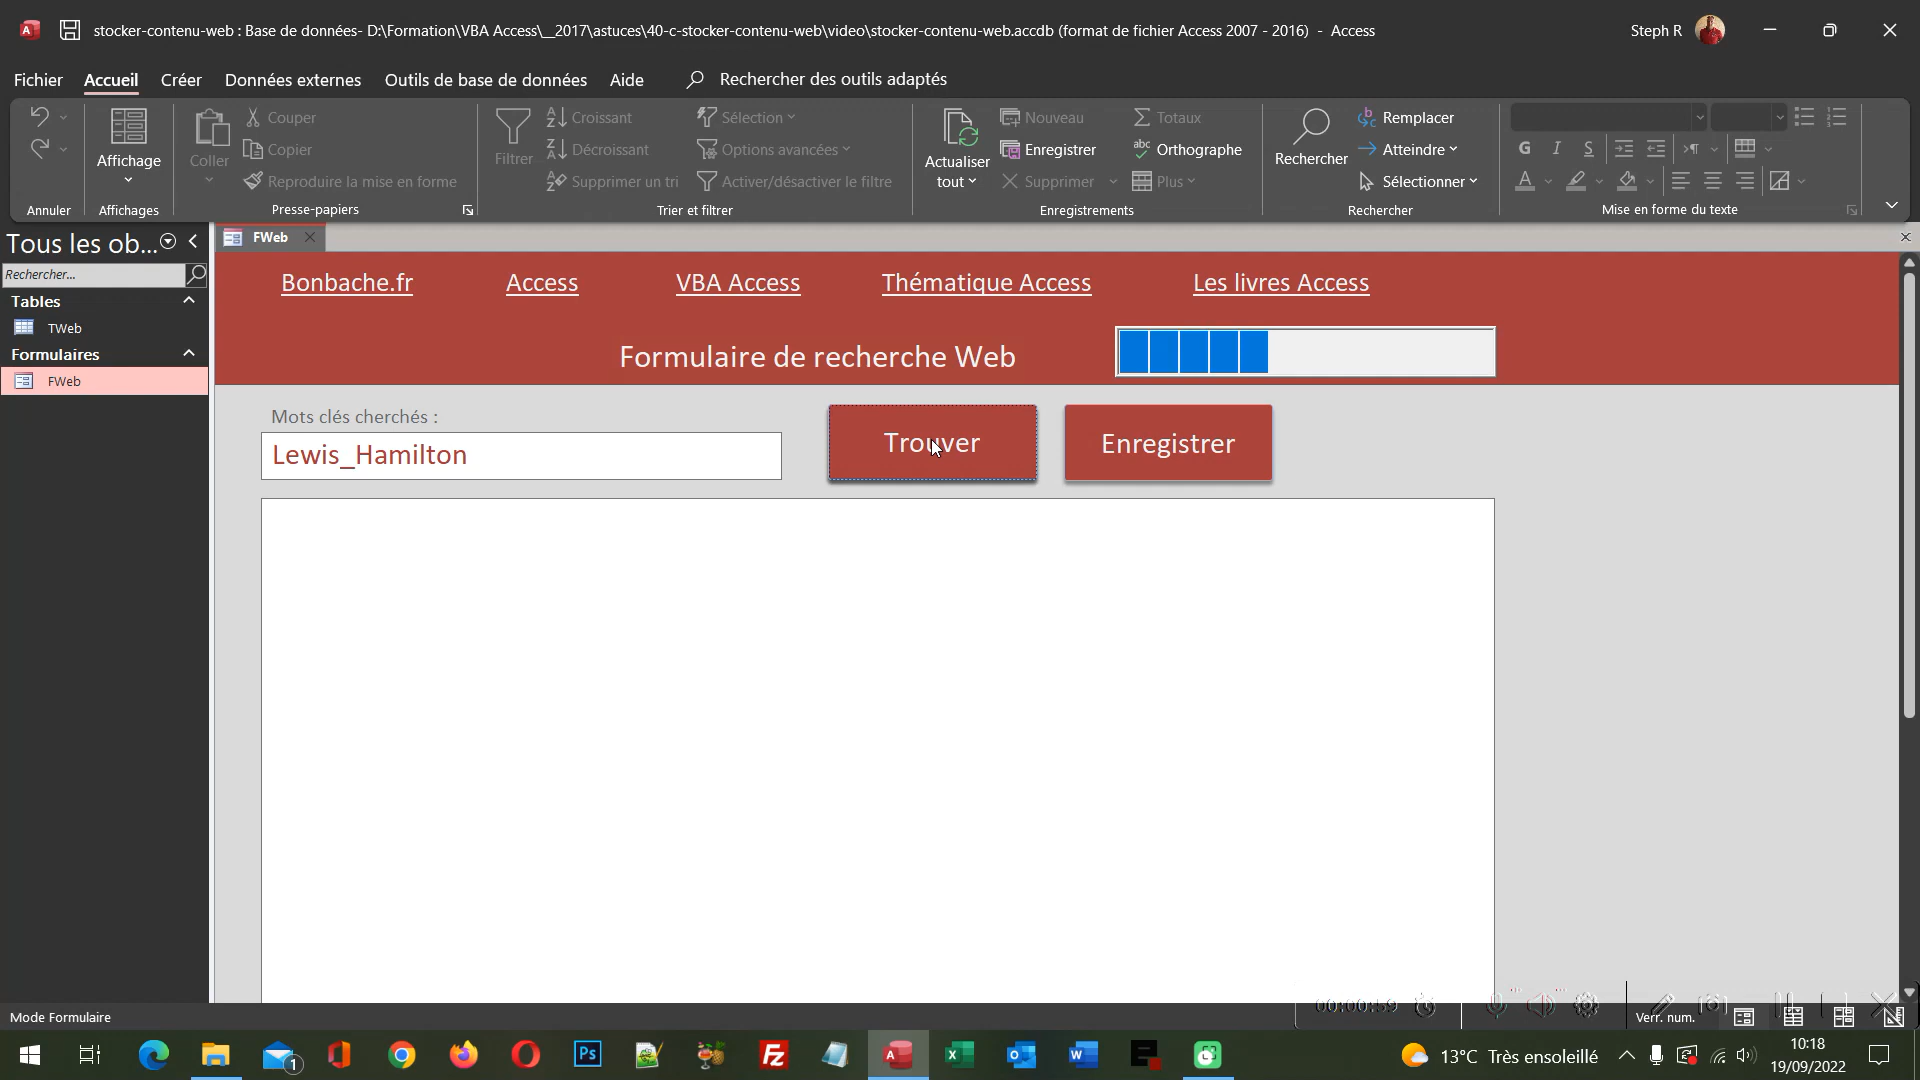 stocker-contenu-web : Base de données- D:\Formation\VBA Access\__2017\astuces\40-c-stocker-contenu-web\video\stocker-contenu-web.accdb (format de fichier Access 2007 - 2016) - Access
Steph R
Fichier Accueil Créer Données externes Outils de base de données Aide Rechercher des outils adaptés
Annuler
Affichage
Affichages
Coller
Couper
Copier
Reproduire la mise en forme
Presse-papiers
Filtrer
Croissant
Décroissant
Supprimer un tri
Sélection
Options avancées
Activer/désactiver le filtre
Trier et filtrer
Actualiser
tout
Nouveau
Enregistrer
Supprimer
Totaux
Orthographe
Plus
Enregistrements
Rechercher
Remplacer
Atteindre
Sélectionner
Rechercher
G I S
Mise en forme du texte
Tous les ob...
Rechercher...
Tables
TWeb
Formulaires
FWeb
FWeb
Bonbache.fr Access VBA Access Thématique Access Les livres Access
Formulaire de recherche Web
Mots clés cherchés :
Lewis_Hamilton
Trouver
Enregistrer
00:00:59
Mode Formulaire
Verr. num.
1
13°C Très ensoleillé
10:18
19/09/2022